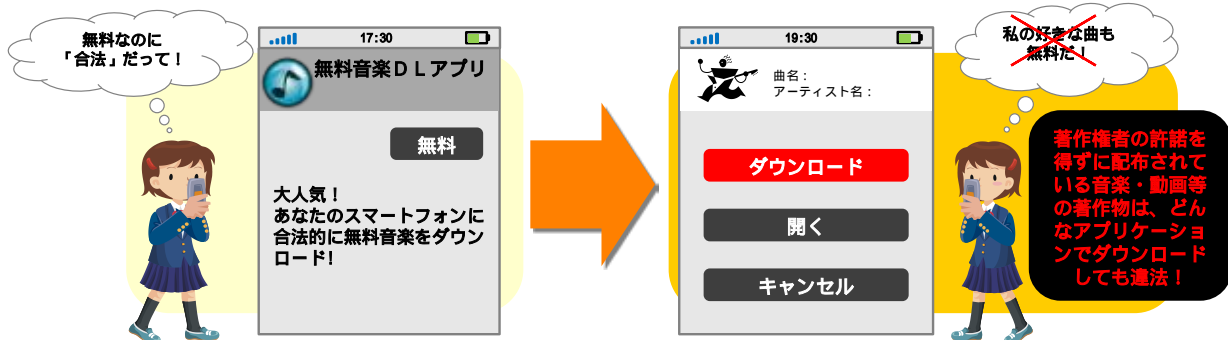 無料なのに
「合法」だって！
17:30
無料音楽ＤＬアプリ
無料
大人気！
あなたのスマートフォンに
合法的に無料音楽をダウン
ロード!
19:30
曲名：
アーティスト名：
ダウンロード
開く
キャンセル
私の好きな曲も
無料だ！
著作権者の許諾を
得ずに配布されて
いる音楽・動画等
の著作物は、どん
なアプリケーショ
ンでダウンロード
しても違法！